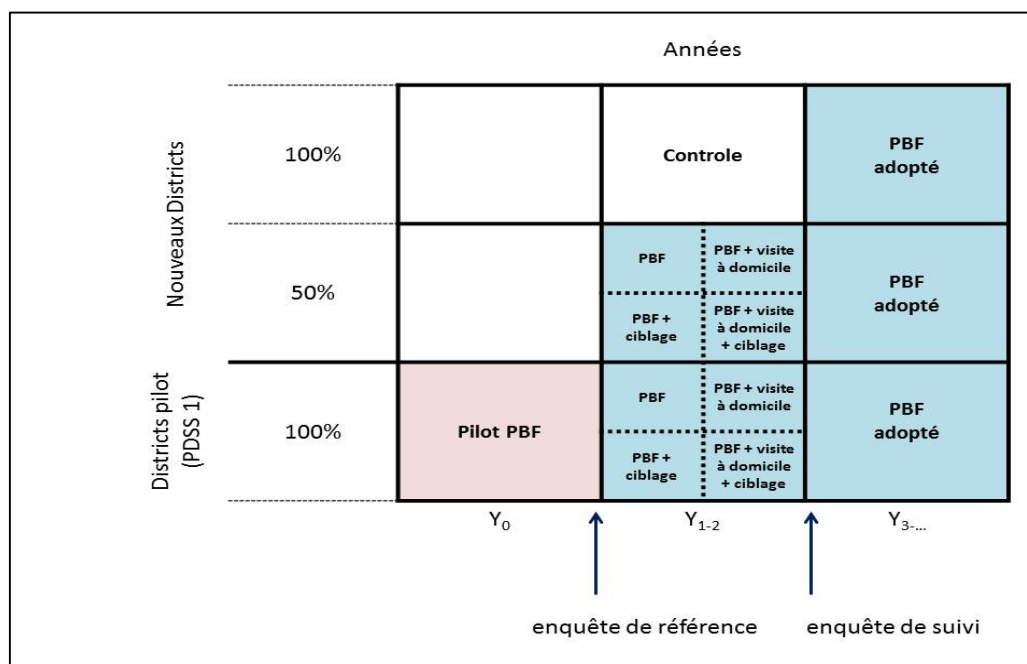 Années
Nouveaux Districts
100%
Controle
PBF
adopté
50%
PBF
PBF + visite
à domicile
PBF +
ciblage
PBF + visite
à domicile
+ ciblage
PBF
adopté
Districts pilot
(PDSS 1)
100%
Pilot PBF
PBF
PBF + visite
à domicile
PBF +
ciblage
PBF + visite
à domicile
+ ciblage
PBF
adopté
Y0
Y1-2
Y3-...
enquête de référence
enquête de suivi